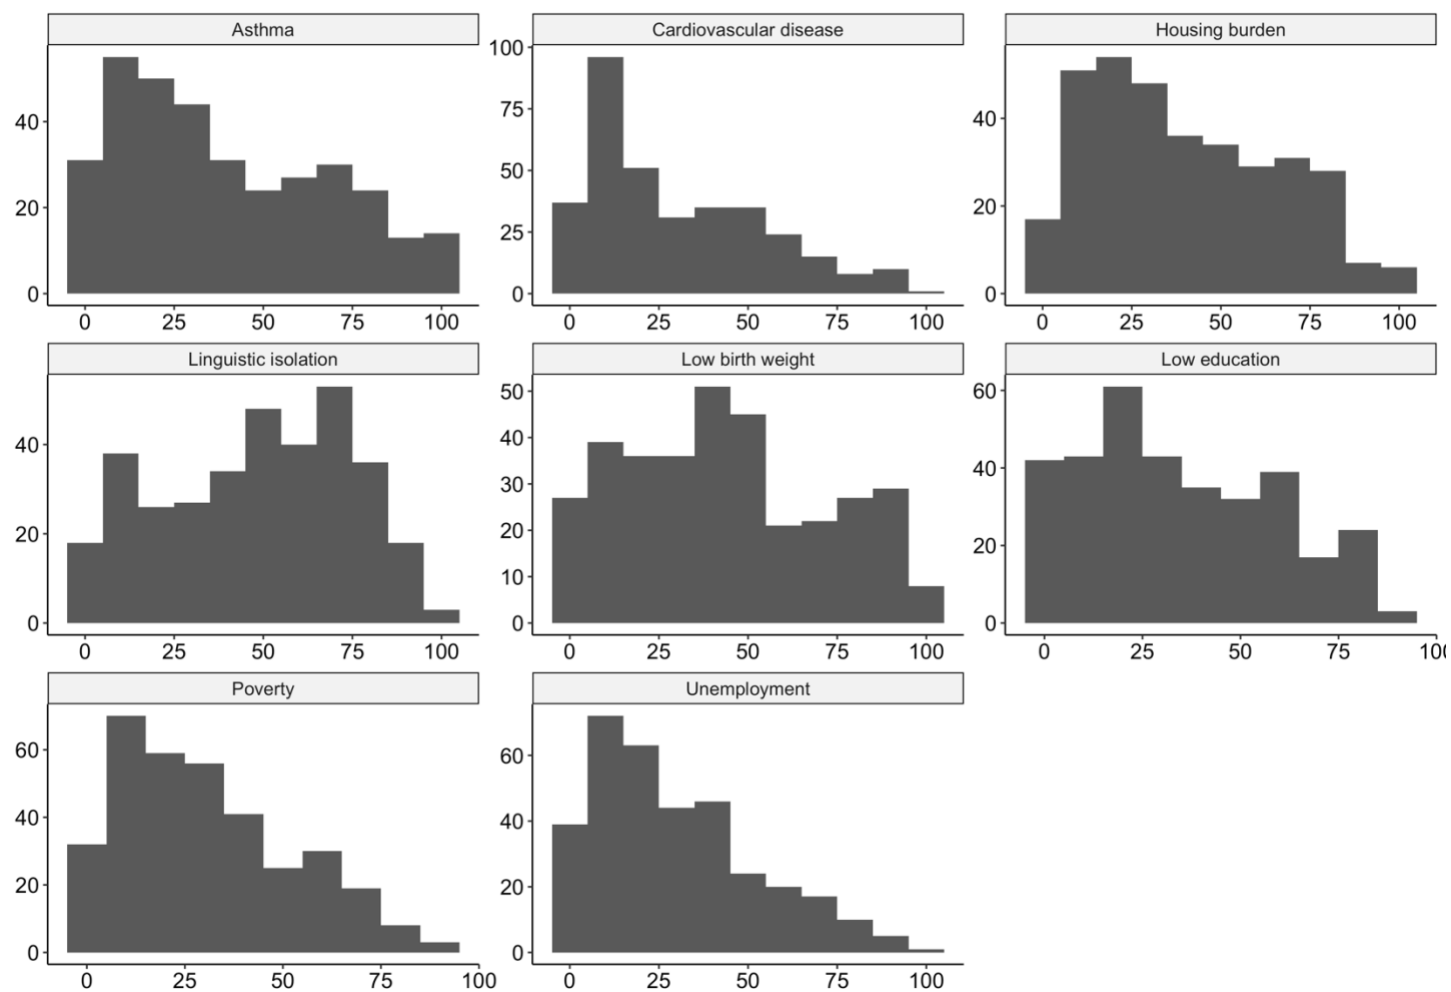 Asthma
Cardiovascular disease
Housing burden
40
20
0
0 25 50 75 100
100
75
50
25
0
0 25 50 75 100
40
20
0
0 25 50 75 100
Linguistic isolation
Low birth weight
Low education
40
20
0
0 25 50 75 100
50
40
30
20
10
0
0 25 50 75 100
60
40
20
0
0 25 50 75 10
Poverty
Unemployment
60
40
20
0
0 25 50 75 100
60
40
20
0
0 25 50 75 100